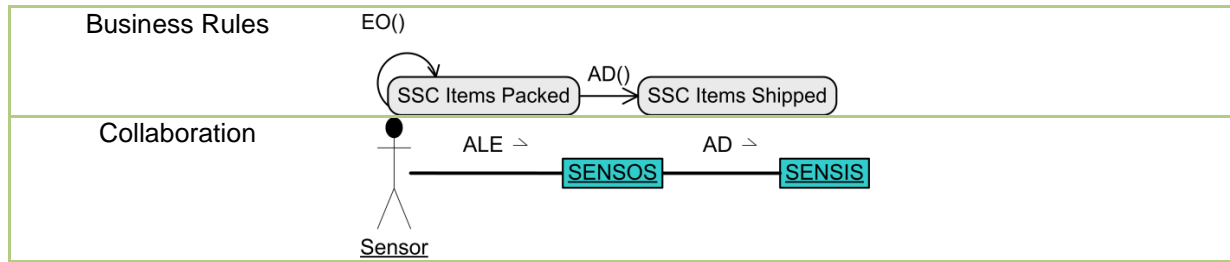 Business Rules
EO()
AD()
SSC Items Packed
SSC Items Shipped
Collaboration
ALE ⇀
AD ⇀
SENSOS
SENSIS
Sensor